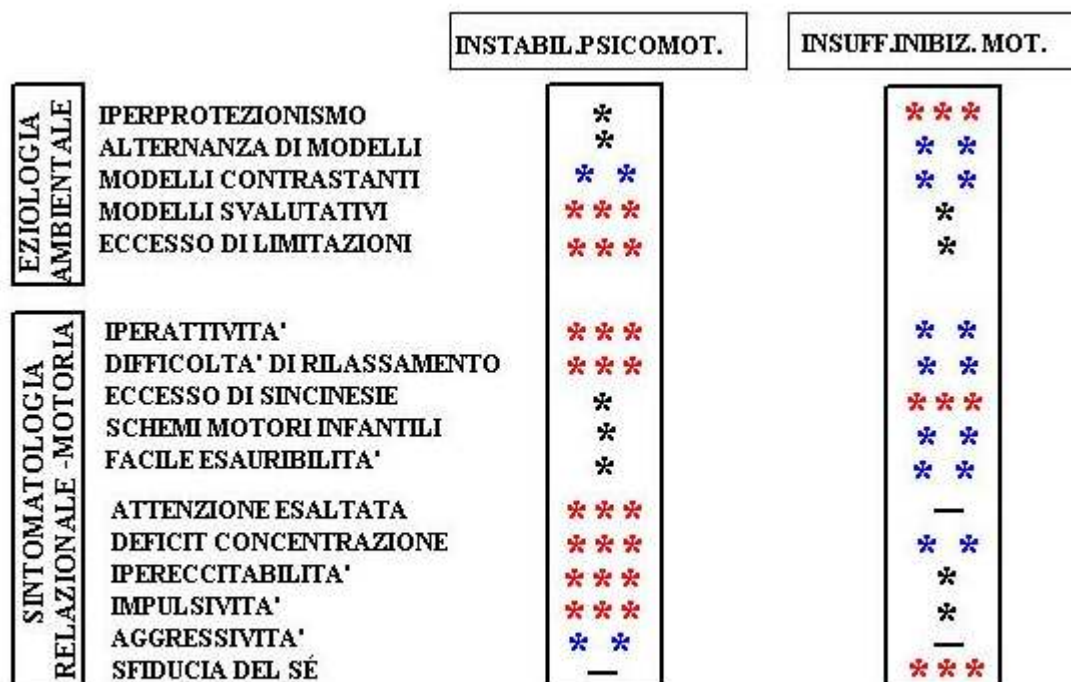 INSTABIL.PSICOMOT. INSUFF.INIBIZ. MOT.
EZIOLOGIA
AMBIENTALE
IPERPROTEZIONISMO * ***
ALTERNANZA DI MODELLI * * *
MODELLI CONTRASTANTI * * * *
MODELLI SVALUTATIVI *** *
ECCESSO DI LIMITAZIONI *** *
SINTOMATOLOGIA
RELAZIONALE -MOTORIA
IPERATTIVITA' *** * *
DIFFICOLTA' DI RILASSAMENTO *** * *
ECCESSO DI SINCINESIE * ***
SCHEMI MOTORI INFANTILI * * *
FACILE ESAURIBILITA' * * *
ATTENZIONE ESALTATA *** —
DEFICIT CONCENTRAZIONE *** * *
IPERECCITABILITA' *** *
IMPULSIVITA' *** *
AGGRESSIVITA' * * —
SFIDUCIA DEL SÉ — ***